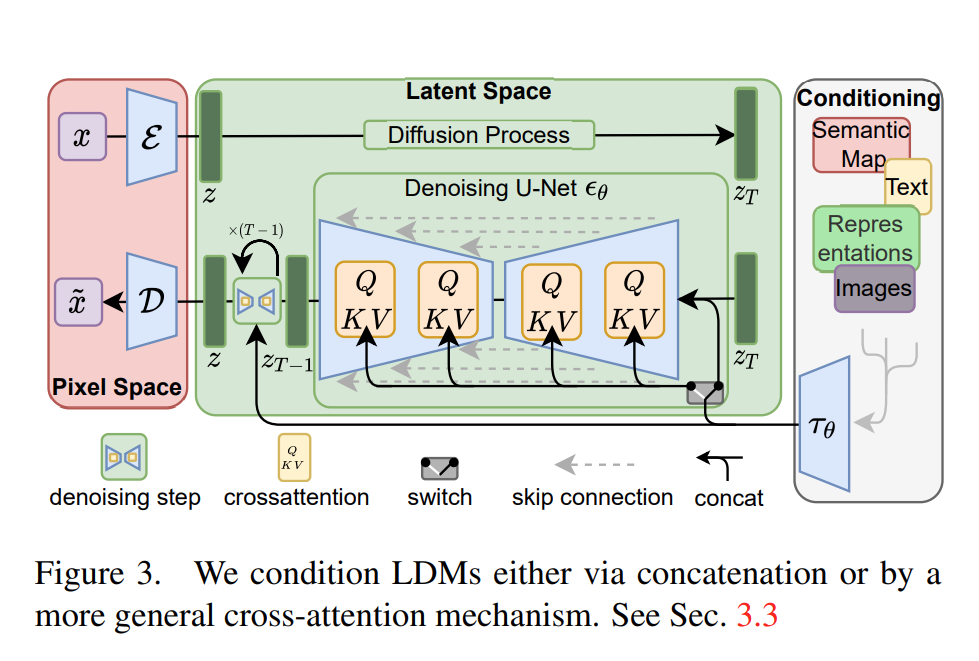 Latent Space
Conditioning
x
ℰ
Diffusion Process
Semantic
Map
z
z_T
Text
Denoising U-Net ϵ_θ
Repres
entations
×(T − 1)
Q
KV
Q
KV
Q
KV
Q
KV
Images
x̃
𝒟
z
z_{T−1}
z_T
Pixel Space
τ_θ
Q
KV
denoising step
crossattention
switch
skip connection
concat
Figure 3. We condition LDMs either via concatenation or by a
more general cross-attention mechanism. See Sec. 3.3